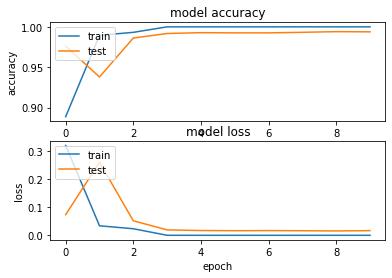 model accuracy
1.00
0.95
0.90
accuracy
train
test
0 2 4 6 8
model loss
0.3
0.2
0.1
0.0
loss
train
test
0 2 4 6 8
epoch